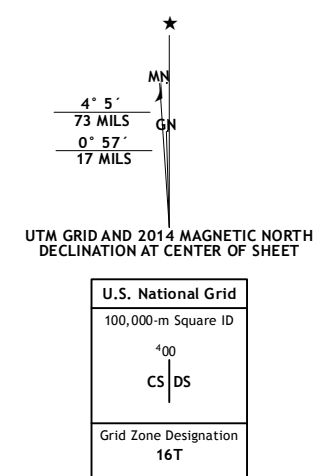 ★
MN
4° 5´
73 MILS
GN
0° 57´
17 MILS
UTM GRID AND 2014 MAGNETIC NORTH
DECLINATION AT CENTER OF SHEET
U.S. National Grid
100,000-m Square ID
⁴00
CS DS
Grid Zone Designation
16T